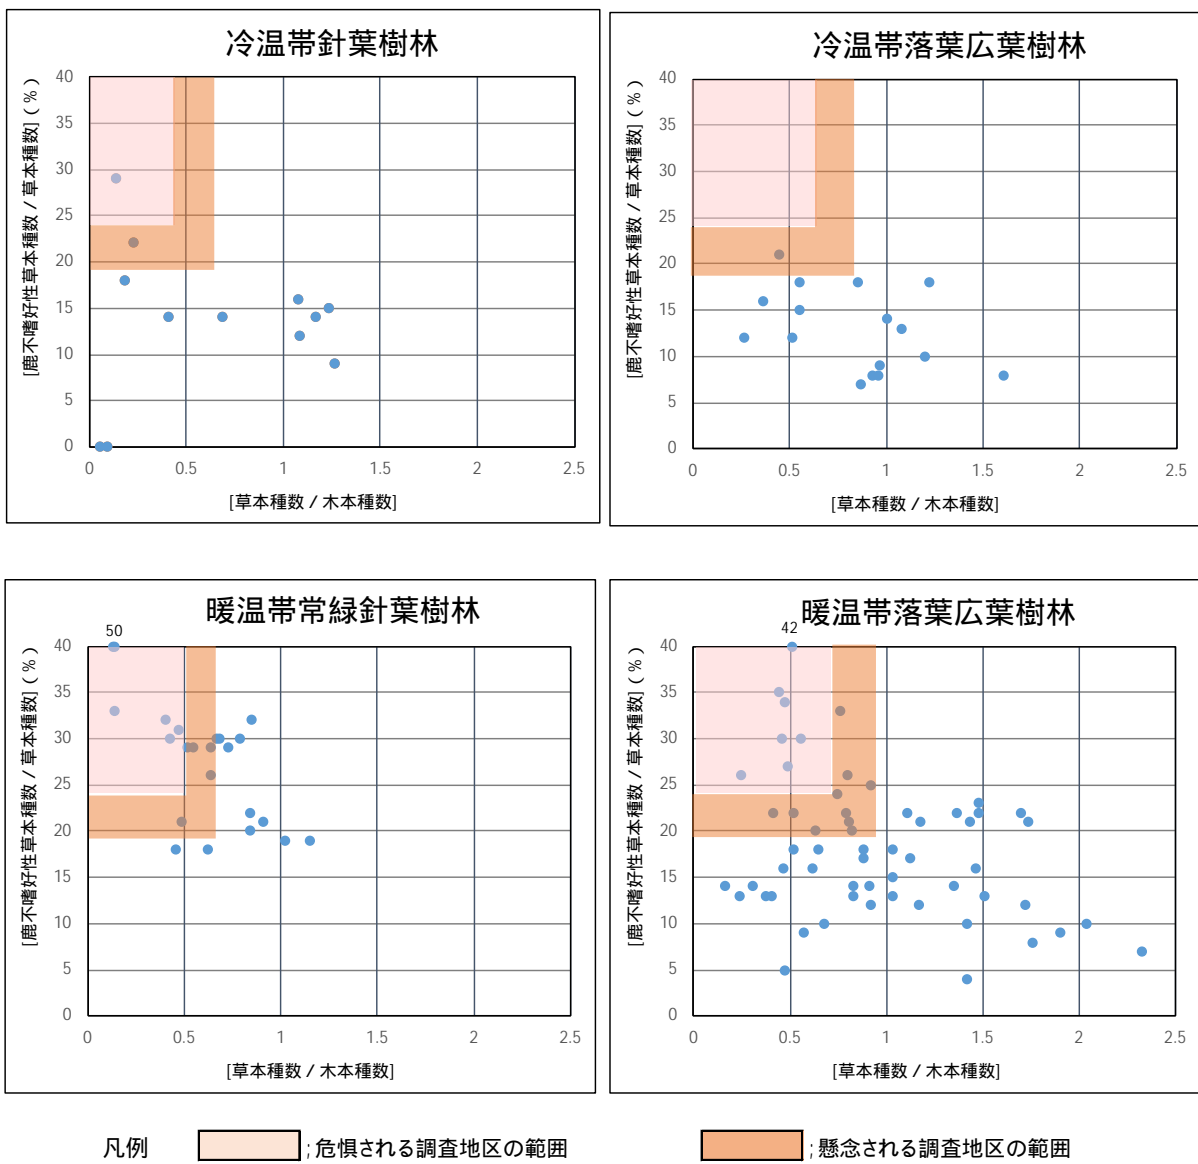 冷温帯針葉樹林
[鹿不嗜好性草本種数 / 草本種数] ( % )
40
35
30
25
20
15
10
5
0
0 0.5 1 1.5 2 2.5
[草本種数 / 木本種数]
冷温帯落葉広葉樹林
[鹿不嗜好性草本種数 / 草本種数] ( % )
40
35
30
25
20
15
10
5
0
0 0.5 1 1.5 2 2.5
[草本種数 / 木本種数]
暖温帯常緑針葉樹林
50
[鹿不嗜好性草本種数 / 草本種数] ( % )
40
35
30
25
20
15
10
5
0
0 0.5 1 1.5 2 2.5
[草本種数 / 木本種数]
暖温帯落葉広葉樹林
42
[鹿不嗜好性草本種数 / 草本種数] ( % )
40
35
30
25
20
15
10
5
0
0 0.5 1 1.5 2 2.5
[草本種数 / 木本種数]
凡例 ; 危惧される調査地区の範囲 ; 懸念される調査地区の範囲